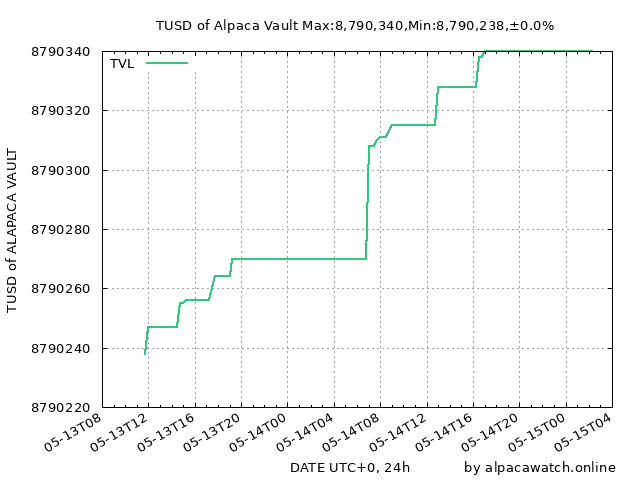 TUSD of Alpaca Vault Max:8,790,340,Min:8,790,238,±0.0%
TVL
8790340
8790320
8790300
8790280
8790260
8790240
8790220
TUSD of ALAPACA VAULT
05-13T08
05-13T12
05-13T16
05-13T20
05-14T00
05-14T04
05-14T08
05-14T12
05-14T16
05-14T20
05-15T00
05-15T04
DATE UTC+0, 24h
by alpacawatch.online